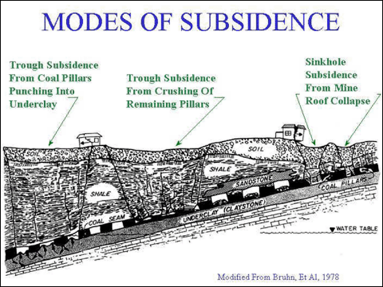 MODES OF SUBSIDENCE
Trough Subsidence
From Coal Pillars
Punching Into
Underclay
Trough Subsidence
From Crushing Of
Remaining Pillars
Sinkhole
Subsidence
From Mine
Roof Collapse
SOIL
SHALE
SHALE
SANDSTONE
COAL SEAM
UNDERCLAY (CLAYSTONE)
COAL PILLARS
WATER TABLE
Modified From Bruhn, Et Al, 1978